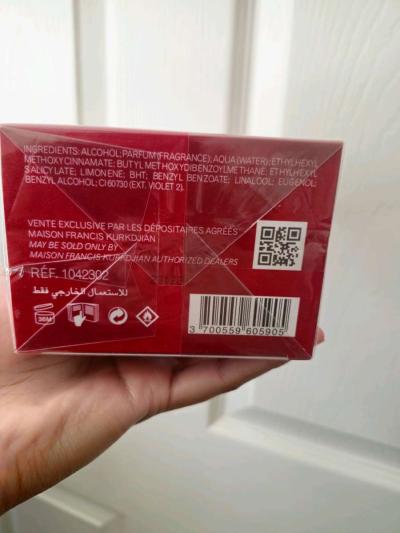 INGREDIENTS: ALCOHOL; PARFUM (FRAGRANCE); AQUA (WATER); ETHYLHEXYL
METHOXYCINNAMATE; BUTYL METHOXYDIBENZOYLMETHANE; ETHYLHEXYL
SALICYLATE; LIMONENE; BHT; BENZYL BENZOATE; LINALOOL; EUGENOL;
BENZYL ALCOHOL; CI 60730 (EXT. VIOLET 2).
VENTE EXCLUSIVE PAR LES DÉPOSITAIRES AGRÉÉS
MAISON FRANCIS KURKDJIAN
MAY BE SOLD ONLY BY
MAISON FRANCIS KURKDJIAN AUTHORIZED DEALERS
RÉF. 1042302
للاستعمال الخارجي فقط
36M
3 700559 605905